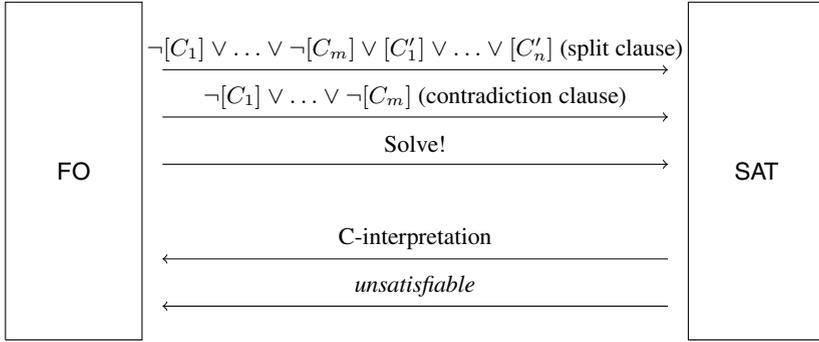 ¬[C₁] ∨ … ∨ ¬[Cₘ] ∨ [C′₁] ∨ … ∨ [C′ₙ] (split clause)
¬[C₁] ∨ … ∨ ¬[Cₘ] (contradiction clause)
Solve!
FO
SAT
C-interpretation
unsatisfiable